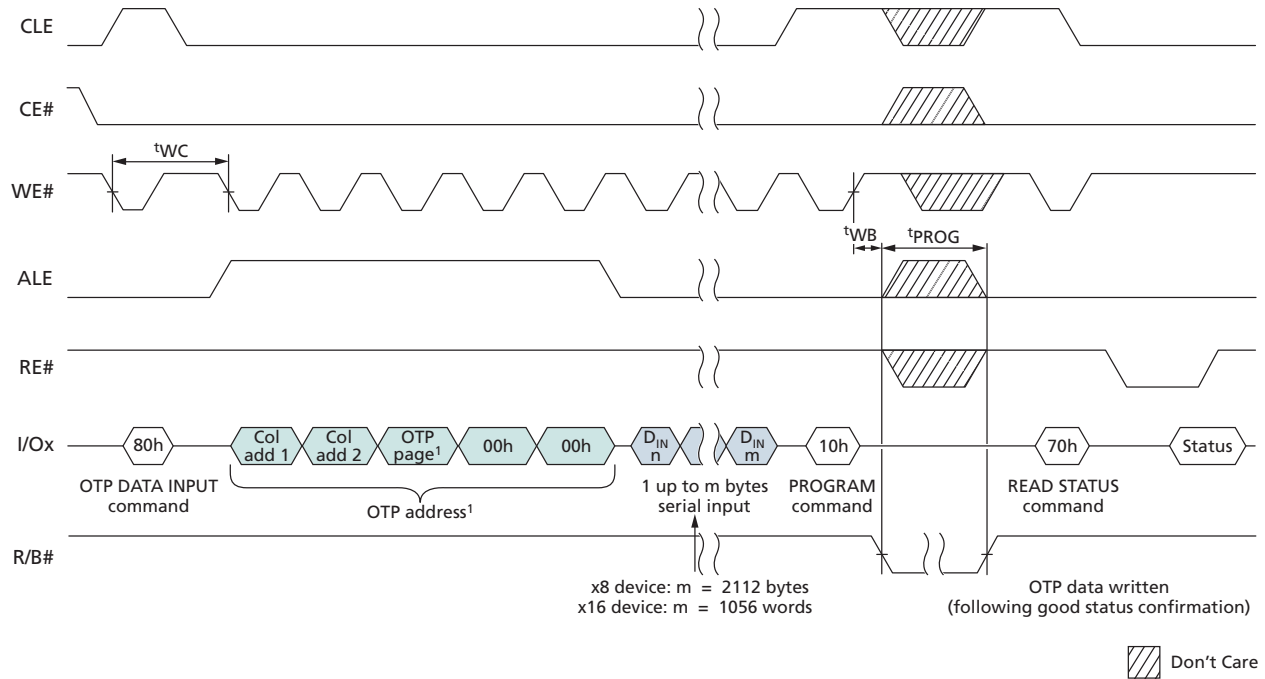 CLE
CE#
tWC
WE#
tWB
tPROG
ALE
RE#
I/Ox
80h
Col
add 1
Col
add 2
OTP
page1
00h
00h
DIN
n
DIN
m
10h
70h
Status
OTP DATA INPUT
command
OTP address1
1 up to m bytes
serial input
PROGRAM
command
READ STATUS
command
R/B#
x8 device: m = 2112 bytes
x16 device: m = 1056 words
OTP data written
(following good status confirmation)
Don't Care